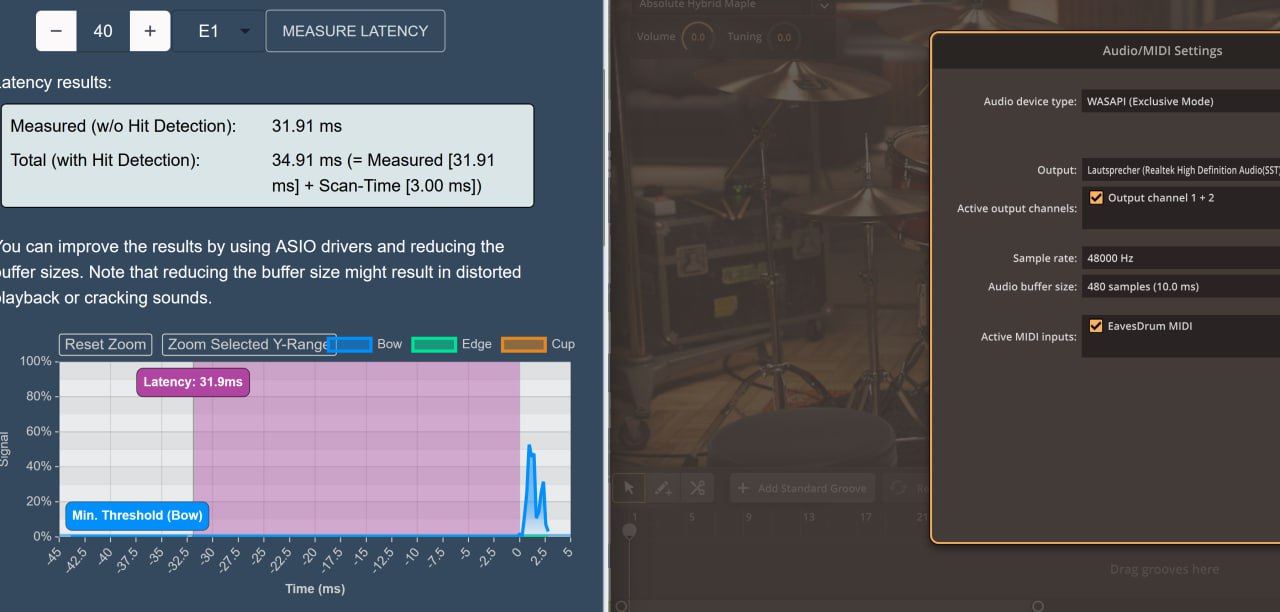 − 40 + E1 MEASURE LATENCY
atency results:
Measured (w/o Hit Detection): 31.91 ms
Total (with Hit Detection): 34.91 ms (= Measured [31.91
ms] + Scan-Time [3.00 ms])
You can improve the results by using ASIO drivers and reducing the
buffer sizes. Note that reducing the buffer size might result in distorted
playback or cracking sounds.
Reset Zoom Zoom Selected Y-Range Bow Edge Cup
100%
80%
60%
40%
20%
0%
Signal
Latency: 31.9ms
Min. Threshold (Bow)
-45 -42.5 -40 -37.5 -35 -32.5 -30 -27.5 -25 -22.5 -20 -17.5 -15 -12.5 -10 -7.5 -5 -2.5 0 2.5 5
Time (ms)
Absolute Hybrid Maple
Volume 0.0 Tuning 0.0
Audio/MIDI Settings
Audio device type: WASAPI (Exclusive Mode)
Output: Lautsprecher (Realtek High Definition Audio(SST
Active output channels: Output channel 1 + 2
Sample rate: 48000 Hz
Audio buffer size: 480 samples (10.0 ms)
Active MIDI inputs: EavesDrum MIDI
+ Add Standard Groove Re
1 5 9 13 17 21
Drag grooves here